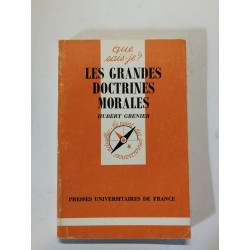 que
sais-je?
LES GRANDES
DOCTRINES
MORALES
HUBERT GRENIER
PRESSES UNIVERSITAIRES DE FRANCE